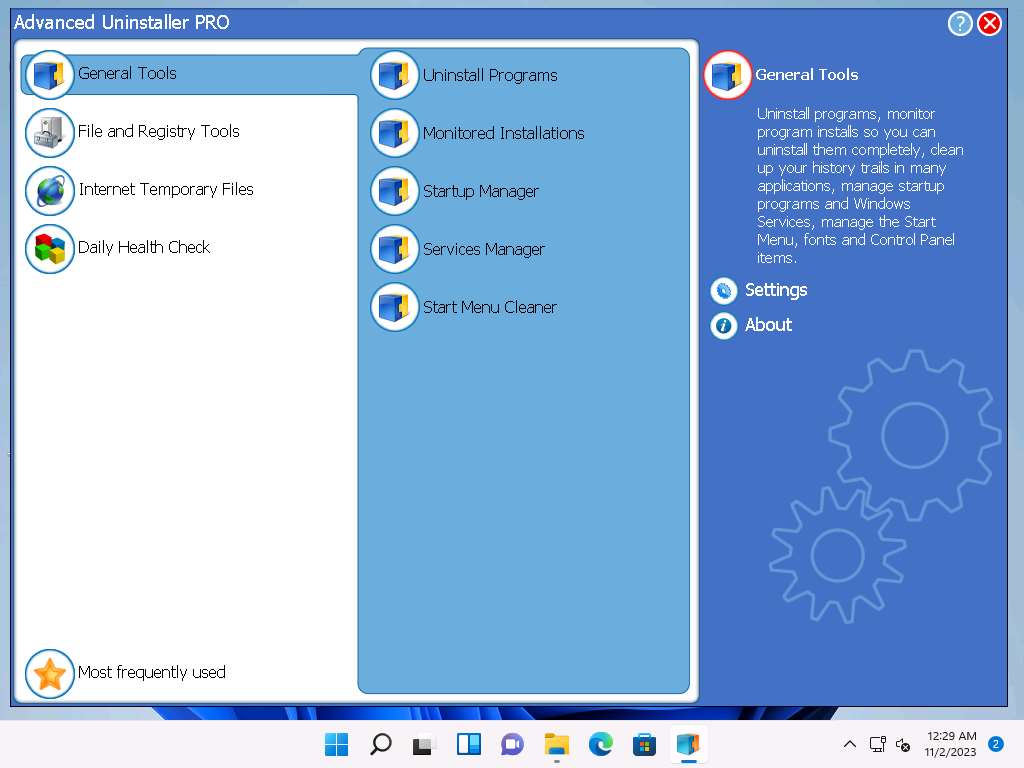 Advanced Uninstaller PRO
General Tools
File and Registry Tools
Internet Temporary Files
Daily Health Check
Most frequently used
Uninstall Programs
Monitored Installations
Startup Manager
Services Manager
Start Menu Cleaner
General Tools
Uninstall programs, monitor
program installs so you can
uninstall them completely, clean
up your history trails in many
applications, manage startup
programs and Windows
Services, manage the Start
Menu, fonts and Control Panel
items.
Settings
About
12:29 AM
11/2/2023
2